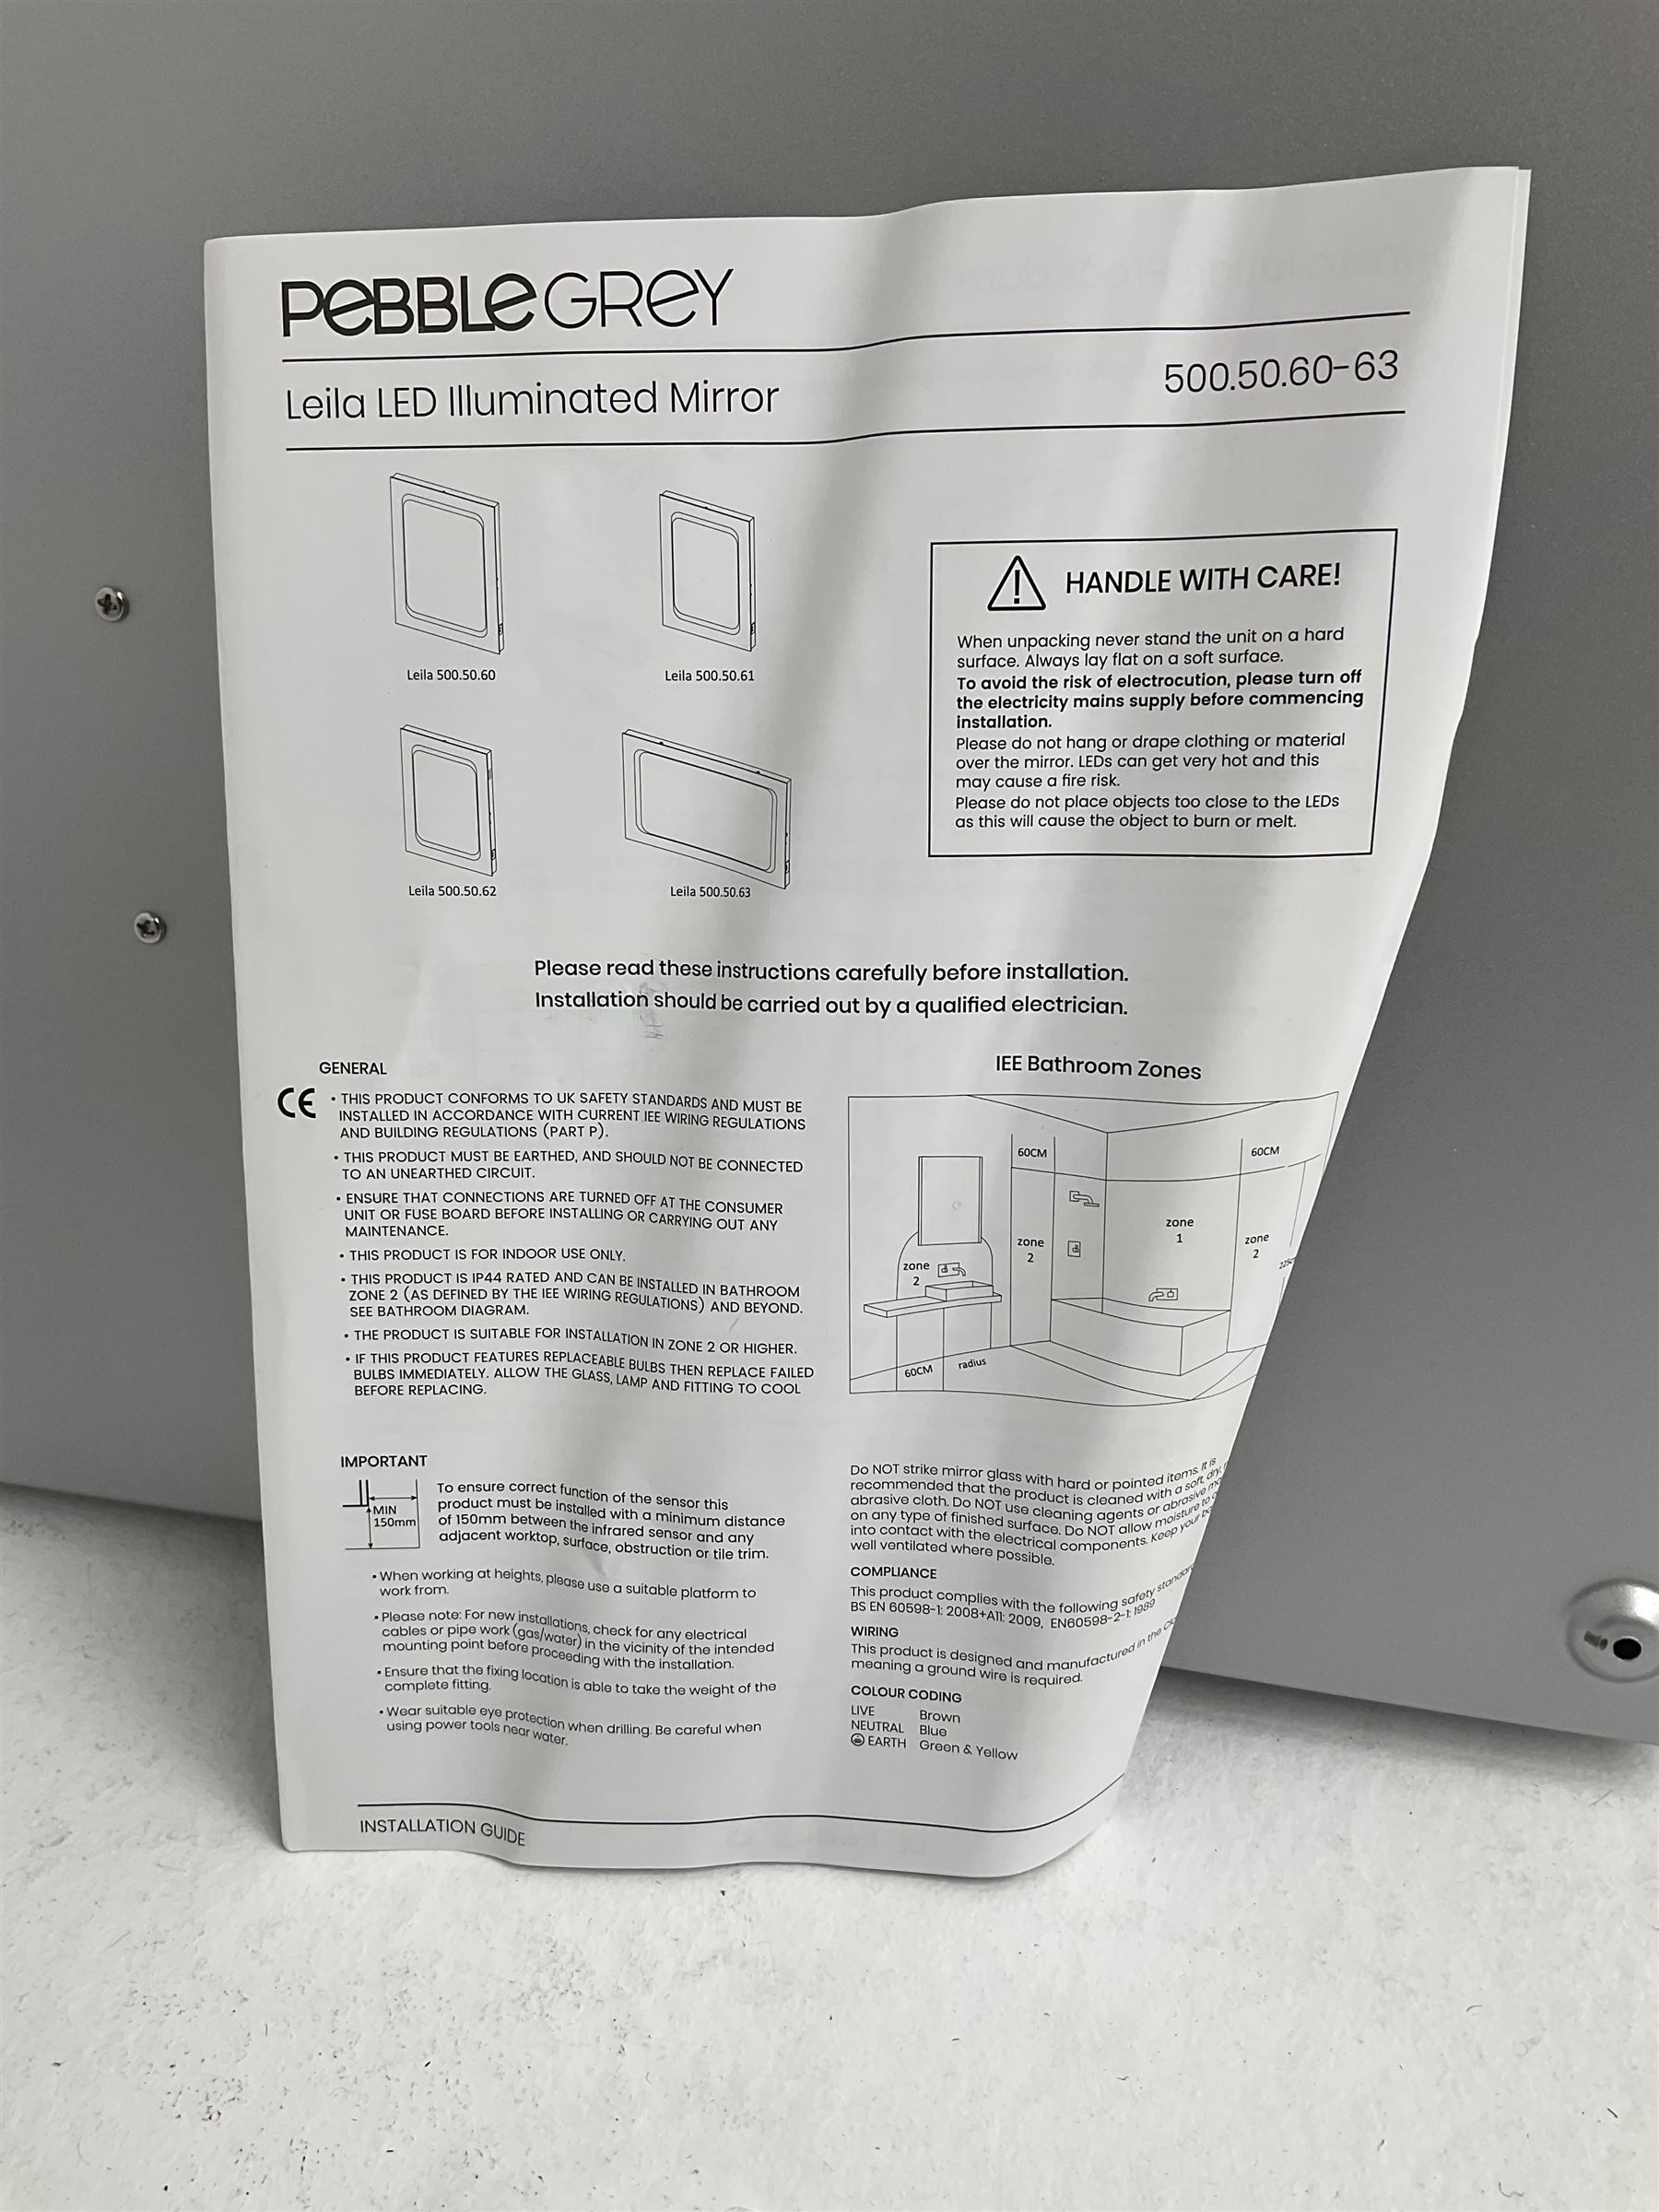 PEBBLEGREY
Leila LED Illuminated Mirror
500.50.60-63
Leila 500.50.60
Leila 500.50.61
Leila 500.50.62
Leila 500.50.63
HANDLE WITH CARE!
When unpacking never stand the unit on a hard
surface. Always lay flat on a soft surface.
To avoid the risk of electrocution, please turn off
the electricity mains supply before commencing
installation.
Please do not hang or drape clothing or material
over the mirror. LEDs can get very hot and this
may cause a fire risk.
Please do not place objects too close to the LEDs
as this will cause the object to burn or melt.
Please read these instructions carefully before installation.
Installation should be carried out by a qualified electrician.
GENERAL
CE
• THIS PRODUCT CONFORMS TO UK SAFETY STANDARDS AND MUST BE
INSTALLED IN ACCORDANCE WITH CURRENT IEE WIRING REGULATIONS
AND BUILDING REGULATIONS (PART P).
• THIS PRODUCT MUST BE EARTHED, AND SHOULD NOT BE CONNECTED
TO AN UNEARTHED CIRCUIT.
• ENSURE THAT CONNECTIONS ARE TURNED OFF AT THE CONSUMER
UNIT OR FUSE BOARD BEFORE INSTALLING OR CARRYING OUT ANY
MAINTENANCE.
• THIS PRODUCT IS FOR INDOOR USE ONLY.
• THIS PRODUCT IS IP44 RATED AND CAN BE INSTALLED IN BATHROOM
ZONE 2 (AS DEFINED BY THE IEE WIRING REGULATIONS) AND BEYOND.
SEE BATHROOM DIAGRAM.
• THE PRODUCT IS SUITABLE FOR INSTALLATION IN ZONE 2 OR HIGHER.
• IF THIS PRODUCT FEATURES REPLACEABLE BULBS THEN REPLACE FAILED
BULBS IMMEDIATELY. ALLOW THE GLASS, LAMP AND FITTING TO COOL
BEFORE REPLACING.
IEE Bathroom Zones
60CM
60CM
zone
1
zone
2
zone
2
zone
2
60CM
radius
IMPORTANT
MIN
150mm
To ensure correct function of the sensor this
product must be installed with a minimum distance
of 150mm between the infrared sensor and any
adjacent worktop, surface, obstruction or tile trim.
• When working at heights, please use a suitable platform to
work from.
• Please note: For new installations, check for any electrical
cables or pipe work (gas/water) in the vicinity of the intended
mounting point before proceeding with the installation.
• Ensure that the fixing location is able to take the weight of the
complete fitting.
• Wear suitable eye protection when drilling. Be careful when
using power tools near water.
Do NOT strike mirror glass with hard or pointed items. It is
recommended that the product is cleaned with a soft, dry,
abrasive cloth. Do NOT use cleaning agents or abrasive
on any type of finished surface. Do NOT allow moisture to
into contact with the electrical components. Keep your
well ventilated where possible.
COMPLIANCE
This product complies with the following safety
BS EN 60598-1: 2008+A11: 2009, EN60598-2-1: 1989
WIRING
This product is designed and manufactured in the
meaning a ground wire is required.
COLOUR CODING
LIVE Brown
NEUTRAL Blue
EARTH Green & Yellow
INSTALLATION GUIDE